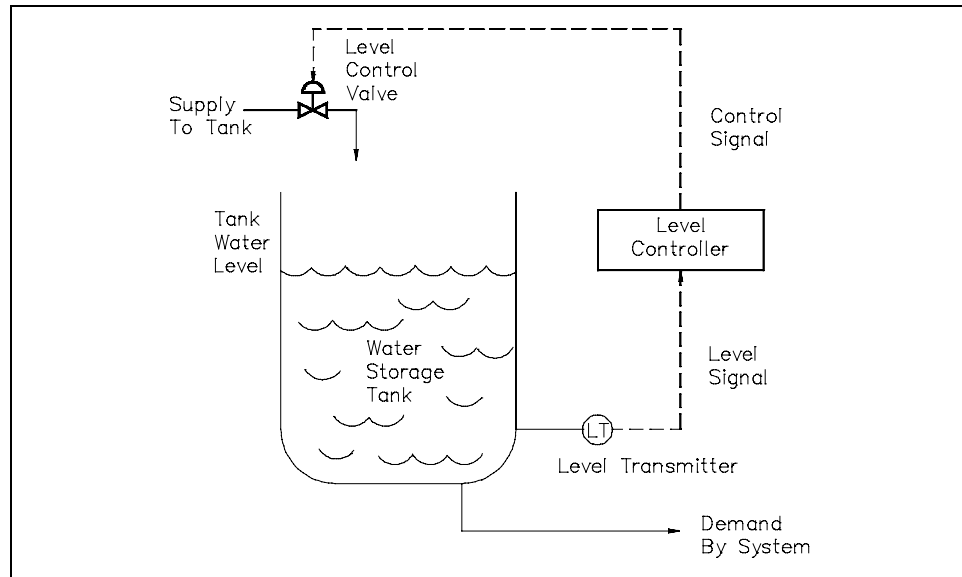 Level
Control
Valve
Supply
To Tank
Control
Signal
Tank
Water
Level
Level
Controller
Water
Storage
Tank
Level
Signal
LT
Level Transmitter
Demand
By System